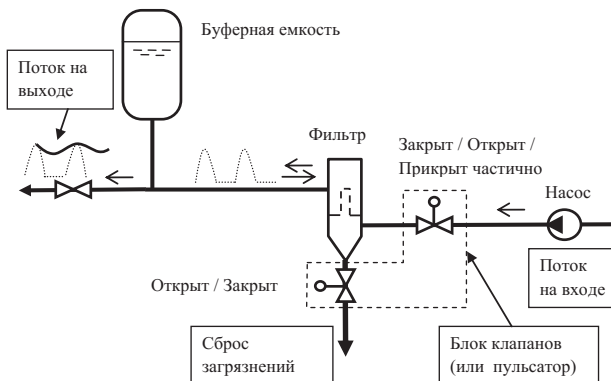 Буферная емкость
Поток на
выходе
Фильтр
Закрыт / Открыт /
Прикрыт частично
Насос
Открыт / Закрыт
Поток
на входе
Сброс
загрязнений
Блок клапанов
(или пульсатор)